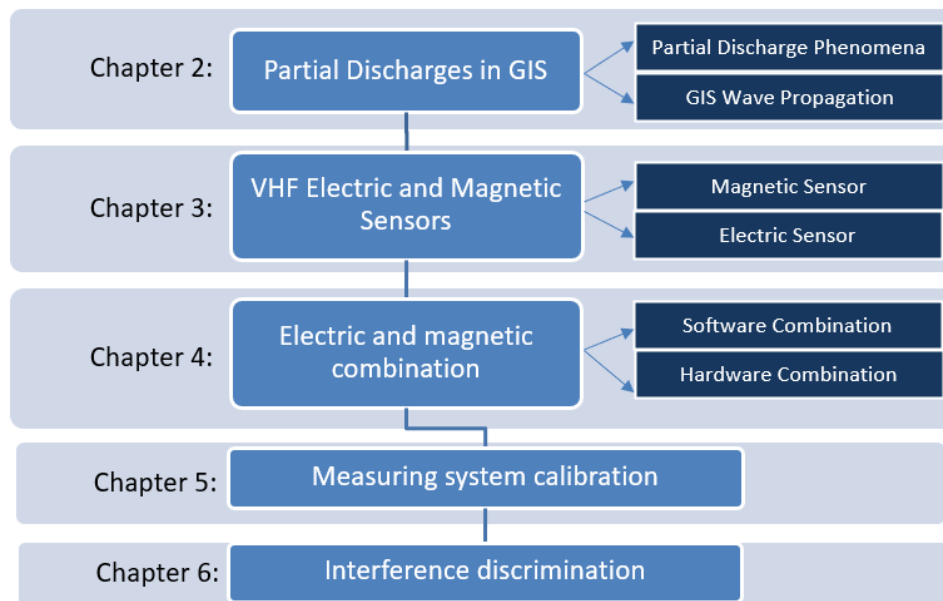 Chapter 2:
Partial Discharges in GIS
Partial Discharge Phenomena
GIS Wave Propagation
Chapter 3:
VHF Electric and Magnetic
Sensors
Magnetic Sensor
Electric Sensor
Chapter 4:
Electric and magnetic
combination
Software Combination
Hardware Combination
Chapter 5:
Measuring system calibration
Chapter 6:
Interference discrimination